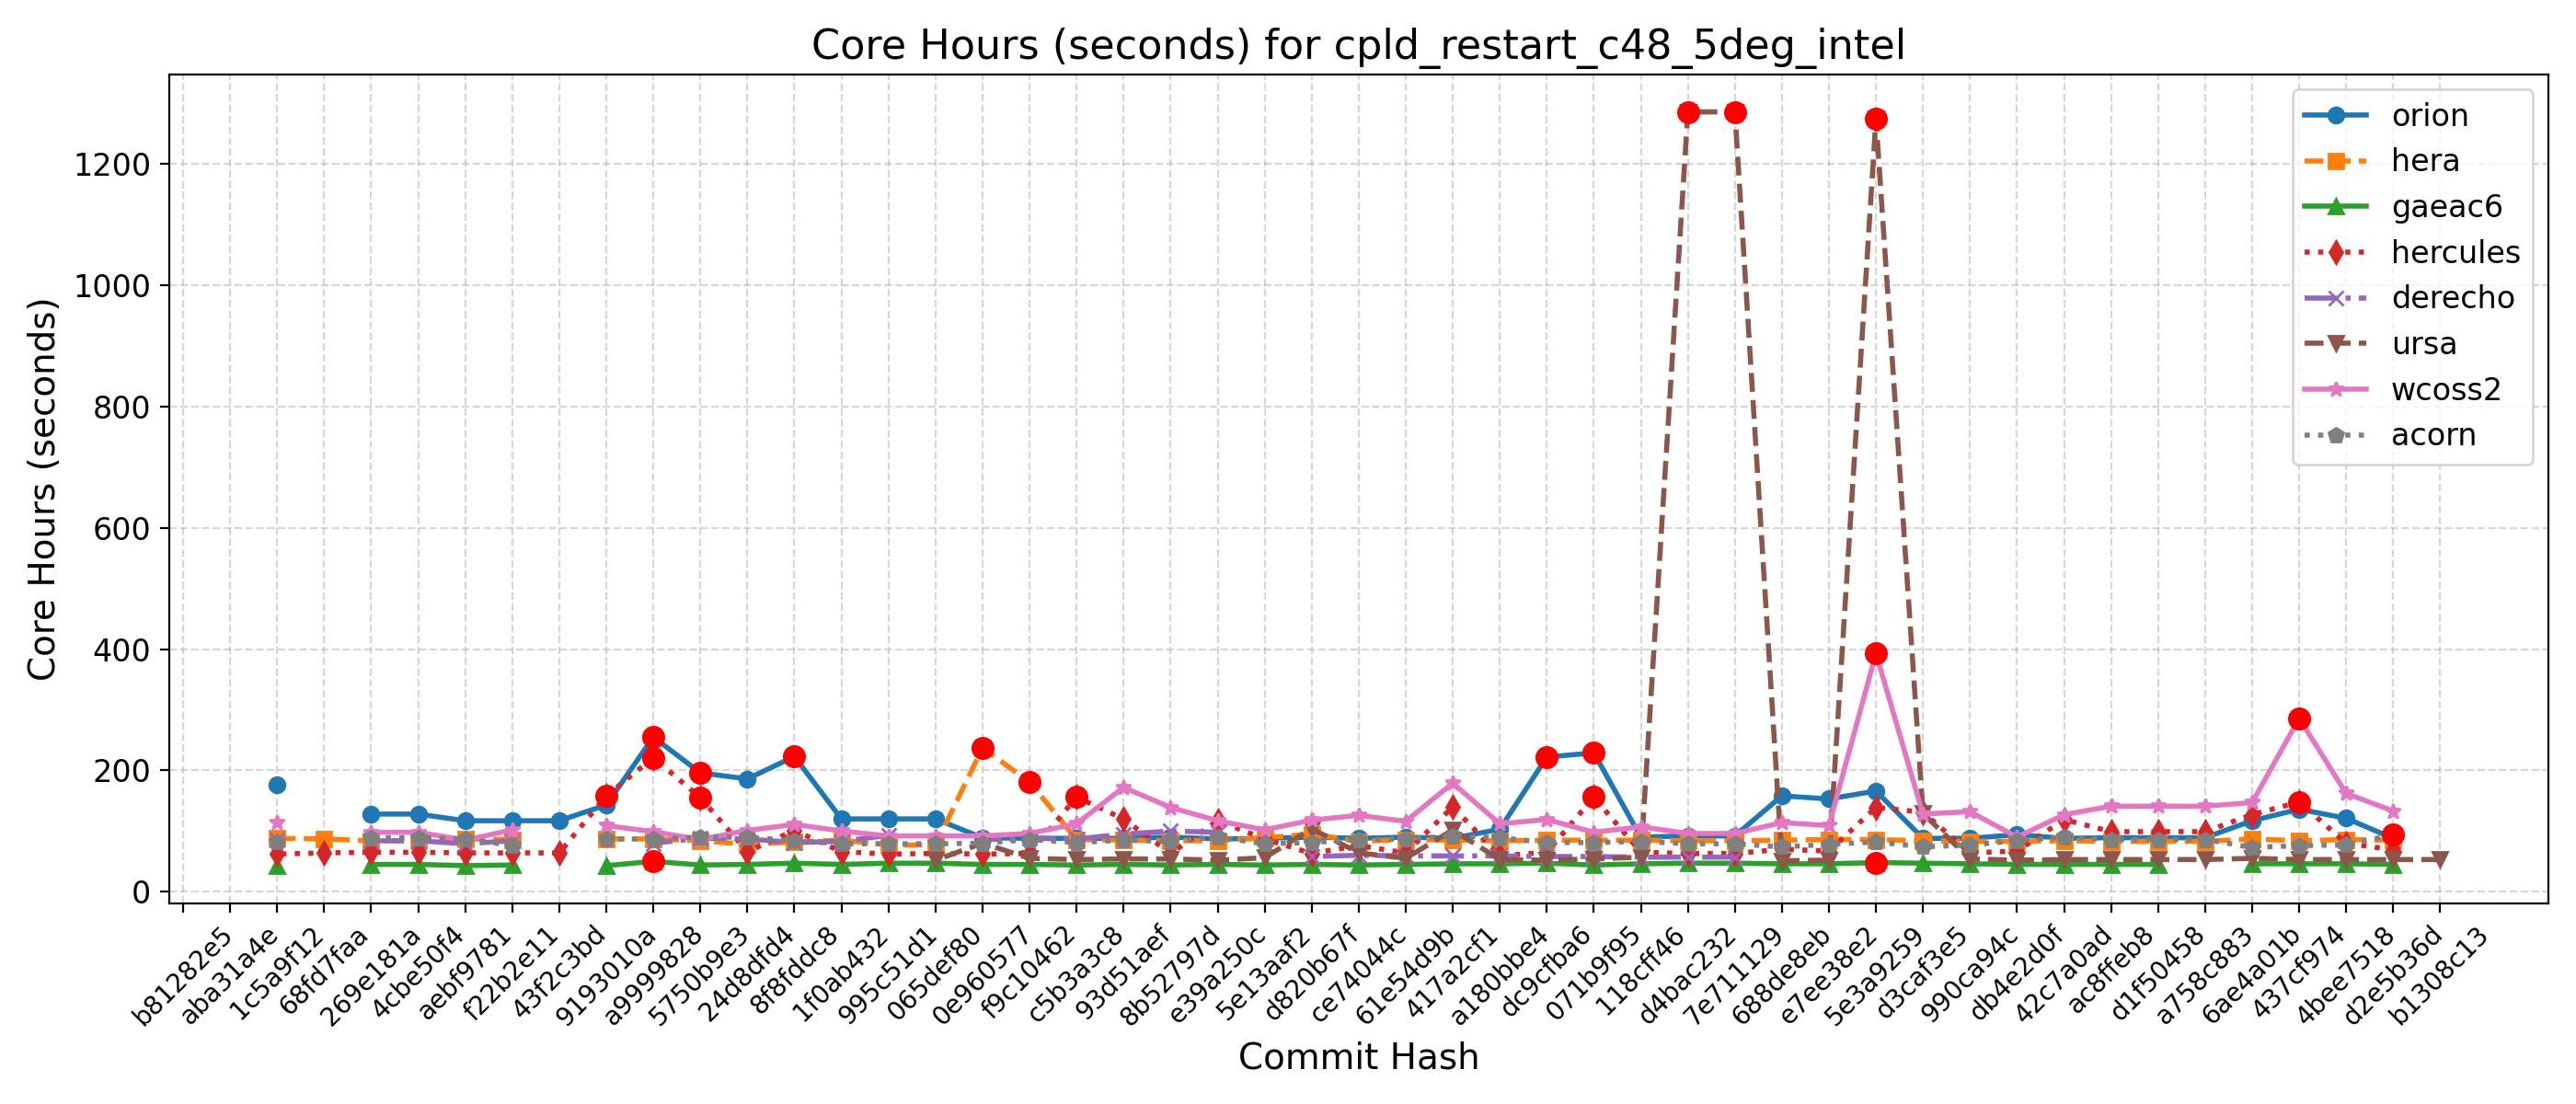 Core Hours (seconds) for cpld_restart_c48_5deg_intel
Core Hours (seconds)
1200
1000
800
600
400
200
0
orion
hera
gaeac6
hercules
derecho
ursa
wcoss2
acorn
b81282e5
aba31a4e
1c5a9f12
68fd7faa
269e181a
4cbe50f4
aebf9781
f22b2e11
43f2c3bd
9193010a
a9999828
5750b9e3
24d8dfd4
8f8fddc8
1f0ab432
995c51d1
065def80
0e960577
f9c10462
c5b3a3c8
93d51aef
8b52797d
e39a250c
5e13aaf2
d820b67f
ce74044c
61e54d9b
417a2cf1
a180bbe4
dc9cfba6
071b9f95
118cff46
d4bac232
7e711129
688de8eb
e7ee38e2
5e3a9259
d3caf3e5
990ca94c
db4e2d0f
42c7a0ad
ac8ffeb8
d1f50458
a758c883
6ae4a01b
437cf974
4bee7518
d2e5b36d
b1308c13
Commit Hash